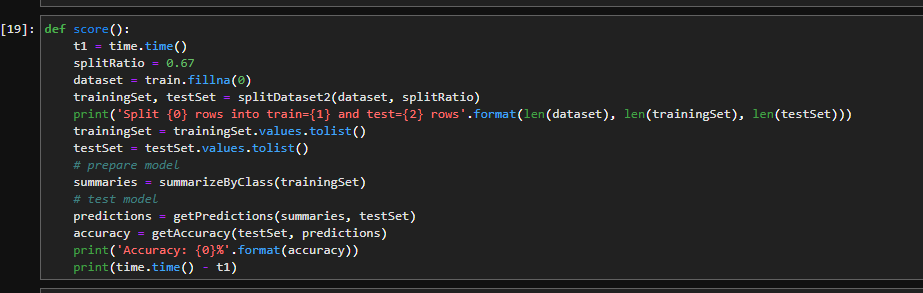 [19]: def score():
    t1 = time.time()
    splitRatio = 0.67
    dataset = train.fillna(0)
    trainingSet, testSet = splitDataset2(dataset, splitRatio)
    print('Split {0} rows into train={1} and test={2} rows'.format(len(dataset), len(trainingSet), len(testSet)))
    trainingSet = trainingSet.values.tolist()
    testSet = testSet.values.tolist()
    # prepare model
    summaries = summarizeByClass(trainingSet)
    # test model
    predictions = getPredictions(summaries, testSet)
    accuracy = getAccuracy(testSet, predictions)
    print('Accuracy: {0}%'.format(accuracy))
    print(time.time() - t1)